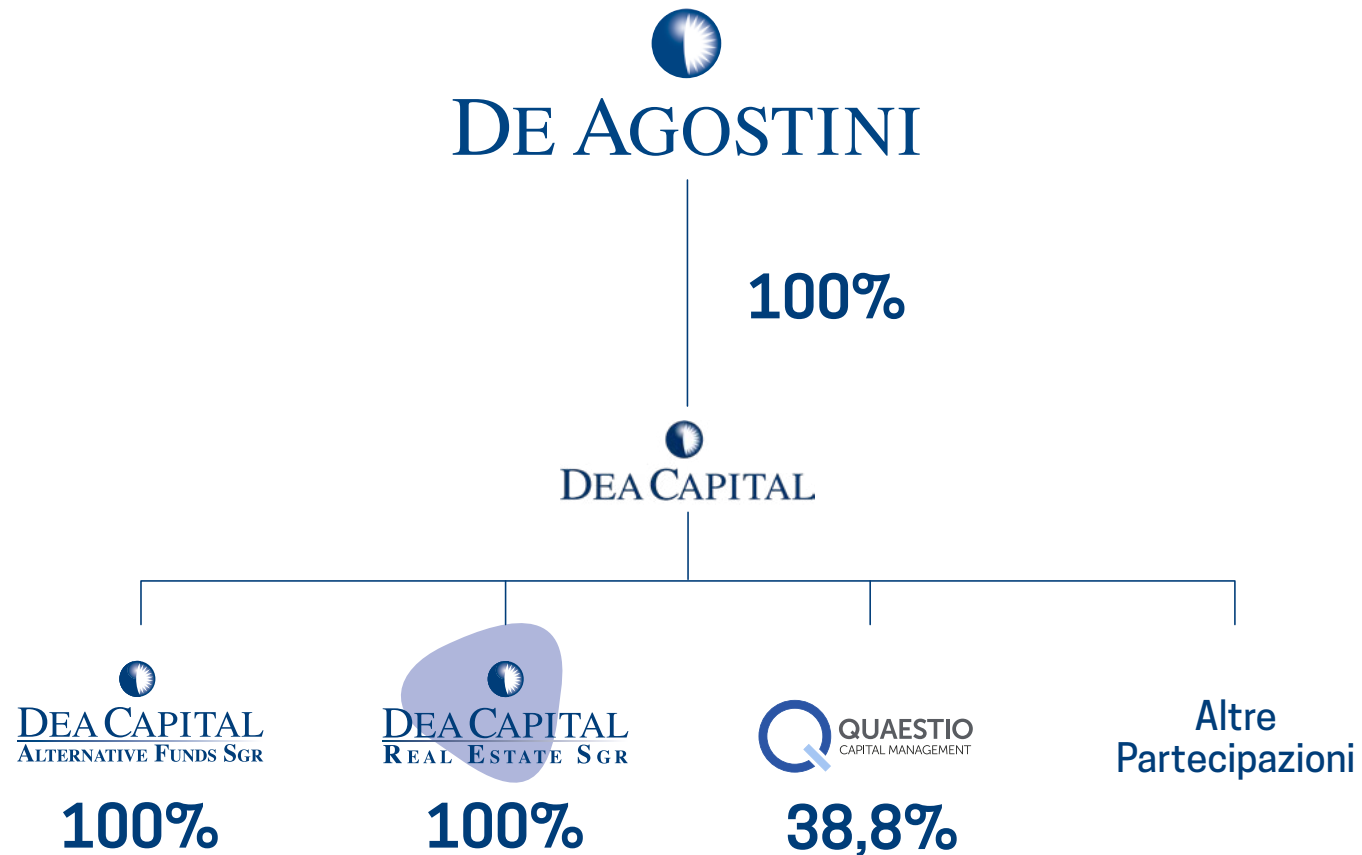 DE AGOSTINI
100%
DEA CAPITAL
DEA CAPITAL
ALTERNATIVE FUNDS SGR
100%
DEA CAPITAL
REAL ESTATE SGR
100%
QUAESTIO
CAPITAL MANAGEMENT
38,8%
Altre
Partecipazioni